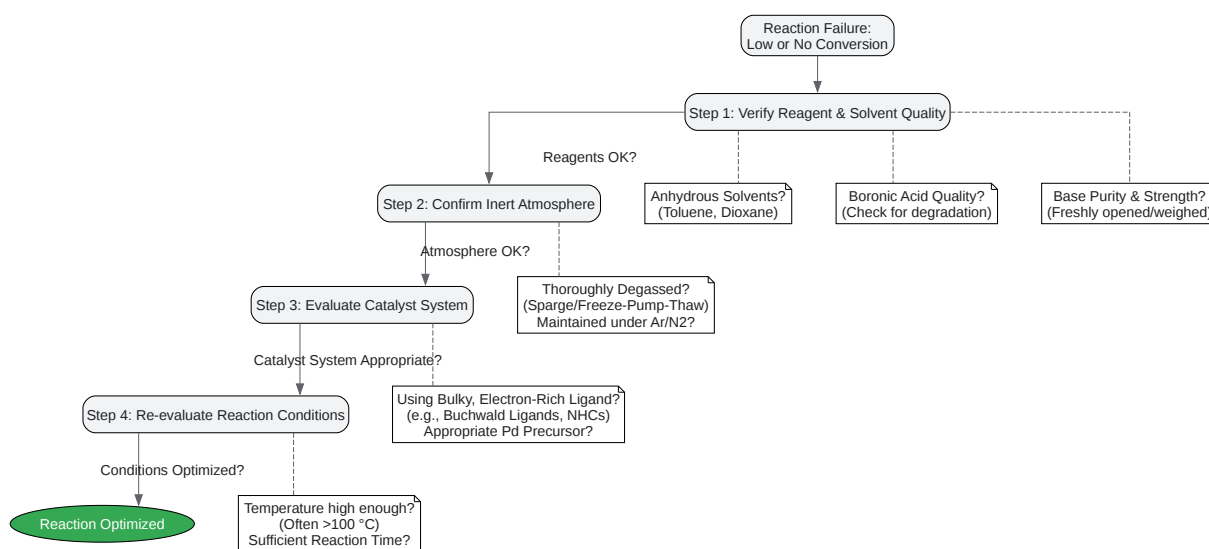 Reaction Failure:
Low or No Conversion
Step 1: Verify Reagent & Solvent Quality
Reagents OK?
Anhydrous Solvents?
(Toluene, Dioxane)
Boronic Acid Quality?
(Check for degradation)
Base Purity & Strength?
(Freshly opened/weighed)
Step 2: Confirm Inert Atmosphere
Atmosphere OK?
Thoroughly Degassed?
(Sparge/Freeze-Pump-Thaw)
Maintained under Ar/N2?
Step 3: Evaluate Catalyst System
Catalyst System Appropriate?
Using Bulky, Electron-Rich Ligand?
(e.g., Buchwald Ligands, NHCs)
Appropriate Pd Precursor?
Step 4: Re-evaluate Reaction Conditions
Conditions Optimized?
Temperature high enough?
(Often >100 °C)
Sufficient Reaction Time?
Reaction Optimized